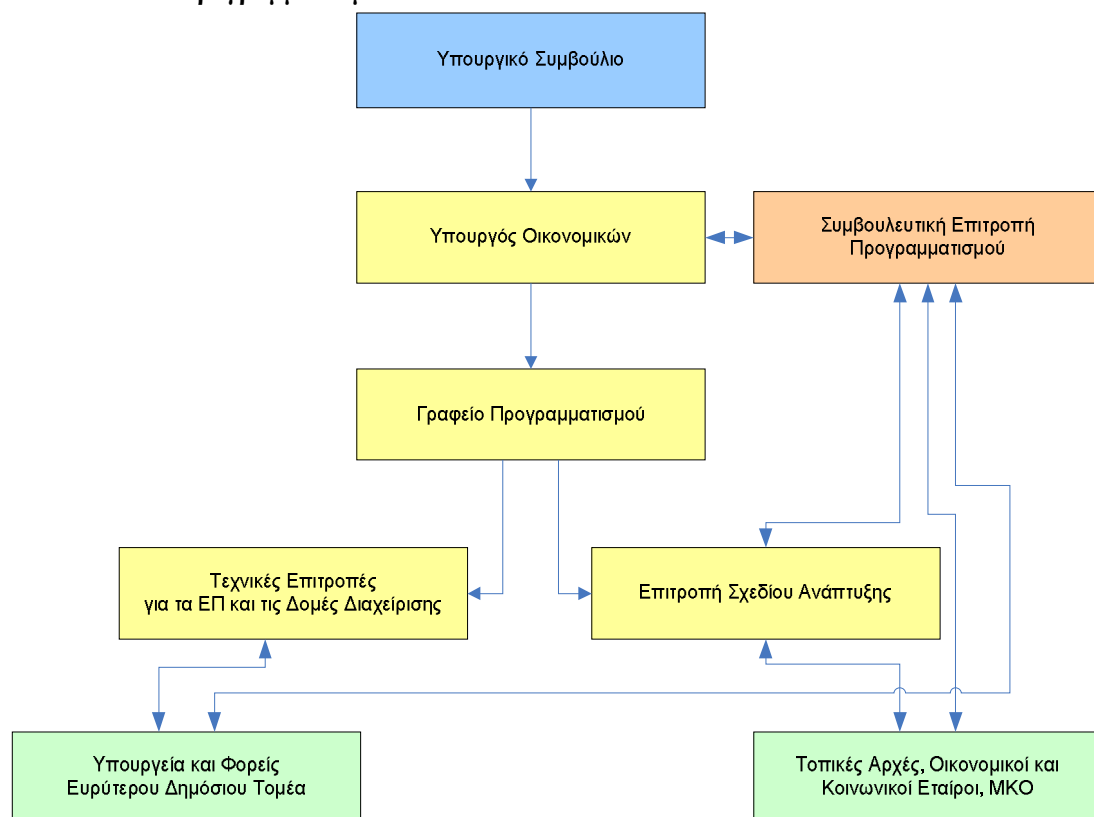 Υπουργικό Συμβούλιο
Υπουργός Οικονομικών
Συμβουλευτική Επιτροπή
Προγραμματισμού
Γραφείο Προγραμματισμού
Τεχνικές Επιτροπές
για τα ΕΠ και τις Δομές Διαχείρισης
Επιτροπή Σχεδίου Ανάπτυξης
Υπουργεία και Φορείς
Ευρύτερου Δημόσιου Τομέα
Τοπικές Αρχές, Οικονομικοί και
Κοινωνικοί Εταίροι, ΜΚΟ